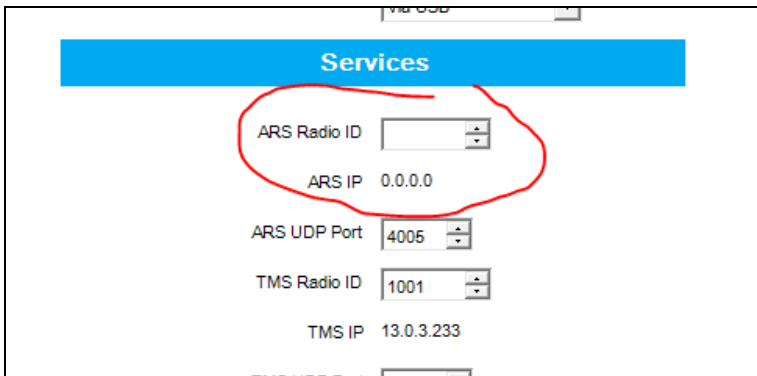 Services
ARS Radio ID
ARS IP 0.0.0.0
ARS UDP Port 4005
TMS Radio ID 1001
TMS IP 13.0.3.233